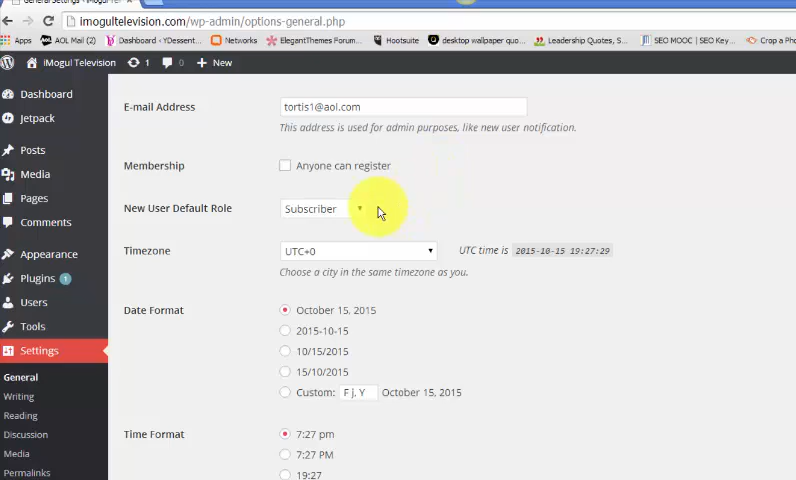 General Settings
imogultelevision.com/wp-admin/options-general.php
Apps AOL Mail (2) Dashboard ‹ YDessent... Networks ElegantThemes Forum... Hootsuite desktop wallpaper quo... Leadership Quotes, S... SEO MOOC | SEO Key... Crop a Pho
iMogul Television 1 0 New
Dashboard
Jetpack
Posts
Media
Pages
Comments
Appearance
Plugins 1
Users
Tools
Settings
General
Writing
Reading
Discussion
Media
Permalinks
E-mail Address tortis1@aol.com
This address is used for admin purposes, like new user notification.
Membership Anyone can register
New User Default Role Subscriber
Timezone UTC+0 UTC time is 2015-10-15 19:27:29
Choose a city in the same timezone as you.
Date Format October 15, 2015
2015-10-15
10/15/2015
15/10/2015
Custom: F j, Y October 15, 2015
Time Format 7:27 pm
7:27 PM
19:27